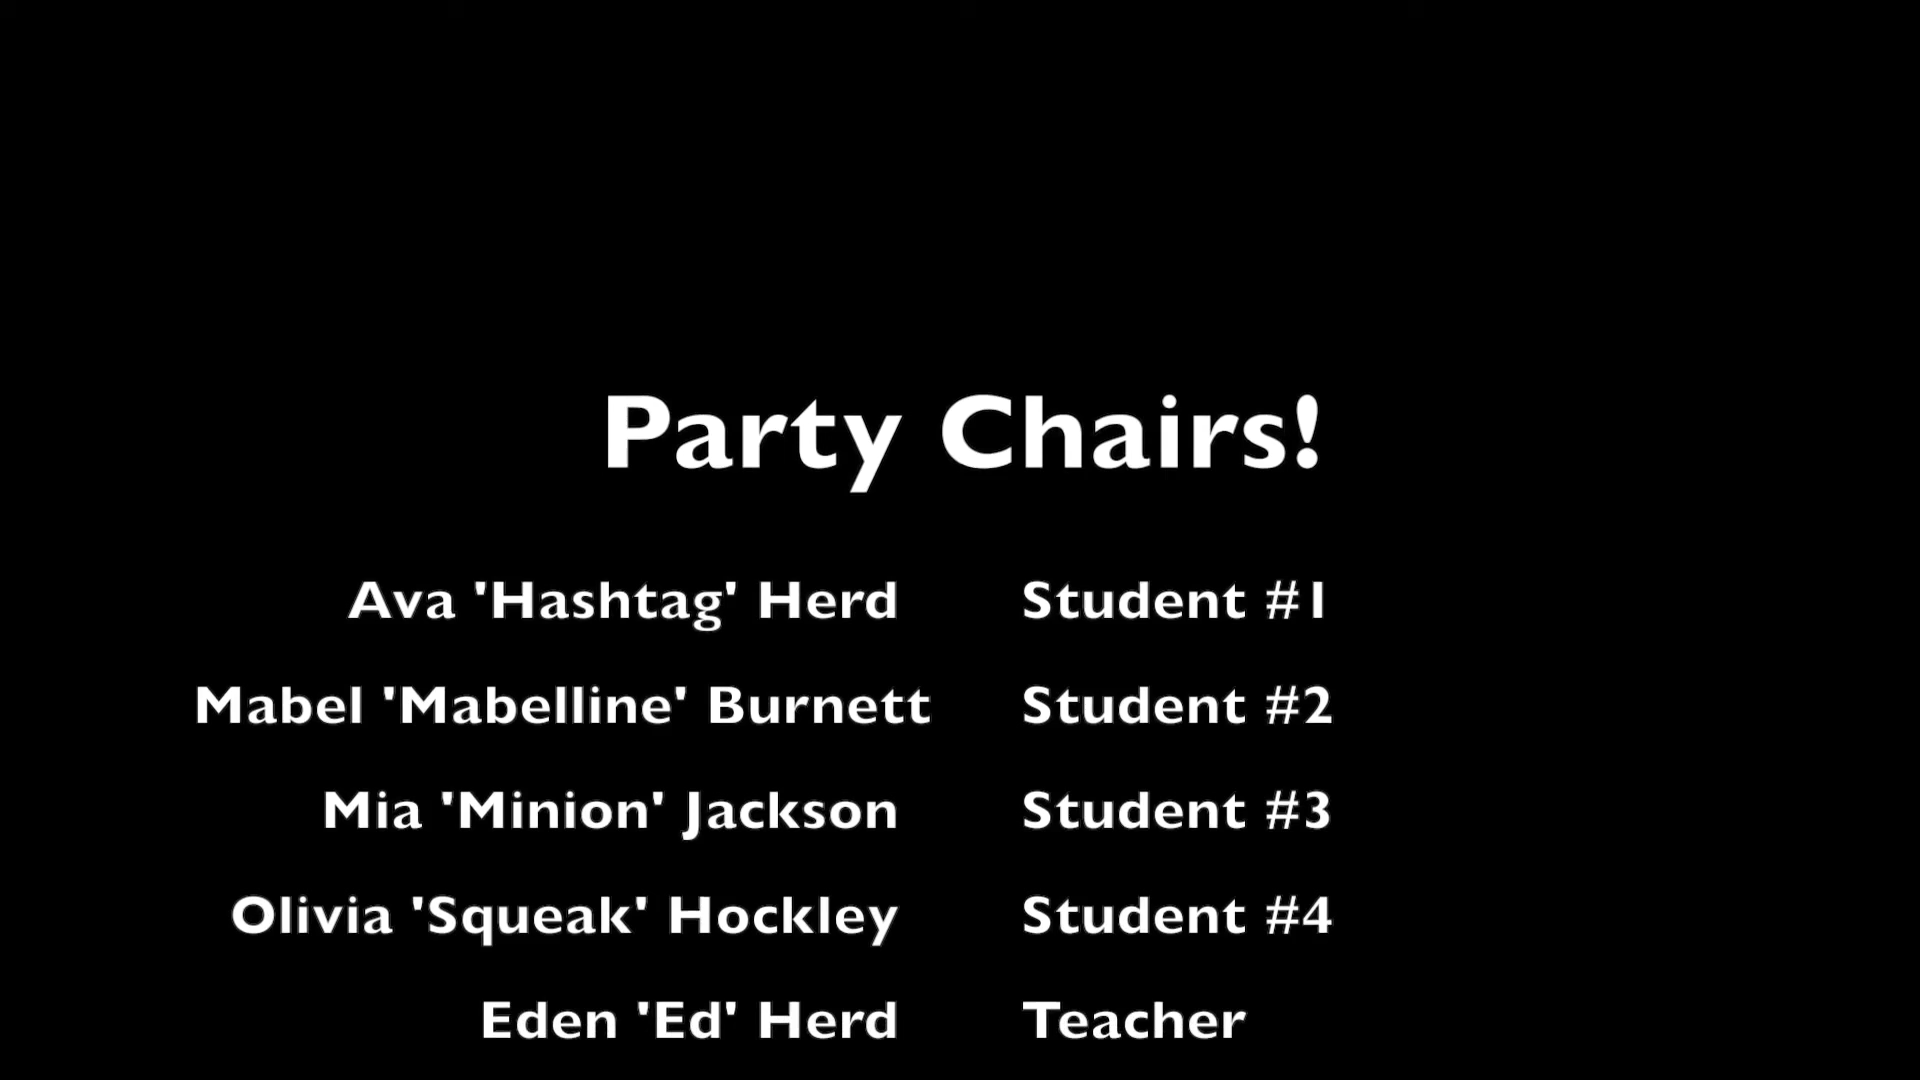 Party Chairs!
Ava 'Hashtag' Herd Student #1
Mabel 'Mabelline' Burnett Student #2
Mia 'Minion' Jackson Student #3
Olivia 'Squeak' Hockley Student #4
Eden 'Ed' Herd Teacher